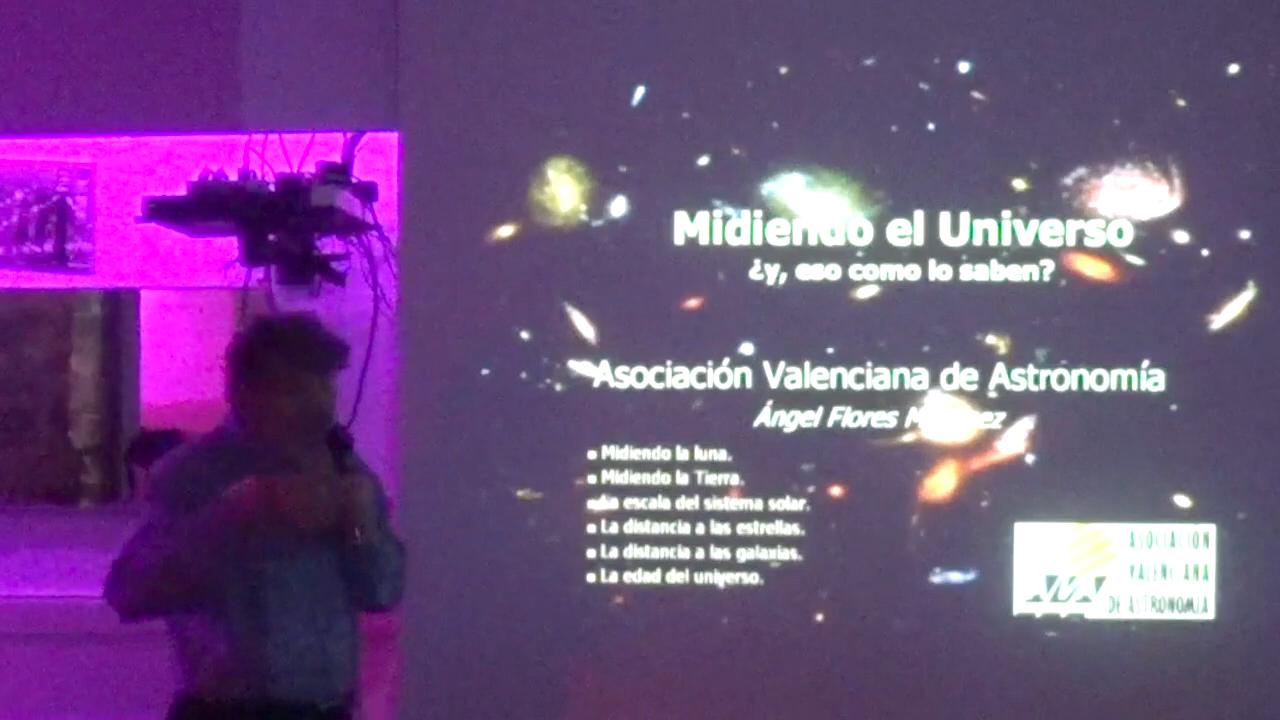 Midiendo el Universo
¿y, eso como lo saben?
Asociación Valenciana de Astronomía
Ángel Flores
▪ Midiendo la luna.
▪ Midiendo la Tierra.
▪ La escala del sistema solar.
▪ La distancia a las estrellas.
▪ La distancia a las galaxias.
▪ La edad del universo.
ASOCIACION
VALENCIANA
DE ASTRONOMIA